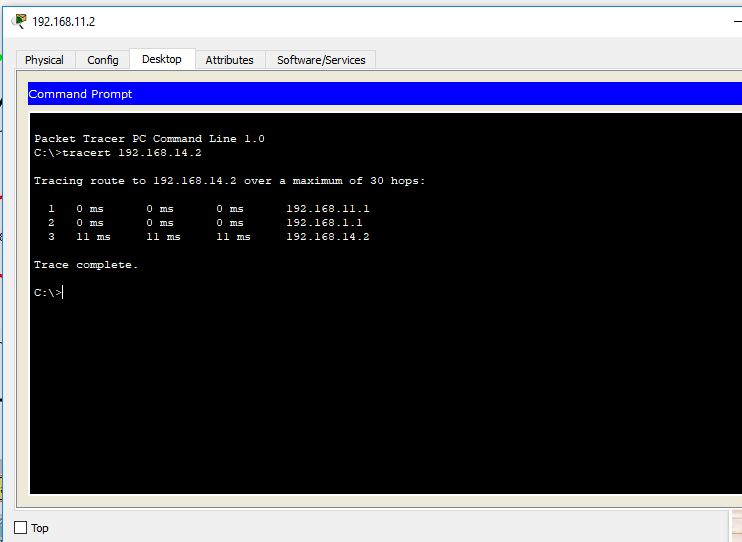 192.168.11.2
Physical Config Desktop Attributes Software/Services
Command Prompt
Packet Tracer PC Command Line 1.0
C:\>tracert 192.168.14.2
Tracing route to 192.168.14.2 over a maximum of 30 hops:
1 0 ms 0 ms 0 ms 192.168.11.1
2 0 ms 0 ms 0 ms 192.168.1.1
3 11 ms 11 ms 11 ms 192.168.14.2
Trace complete.
C:\>
Top